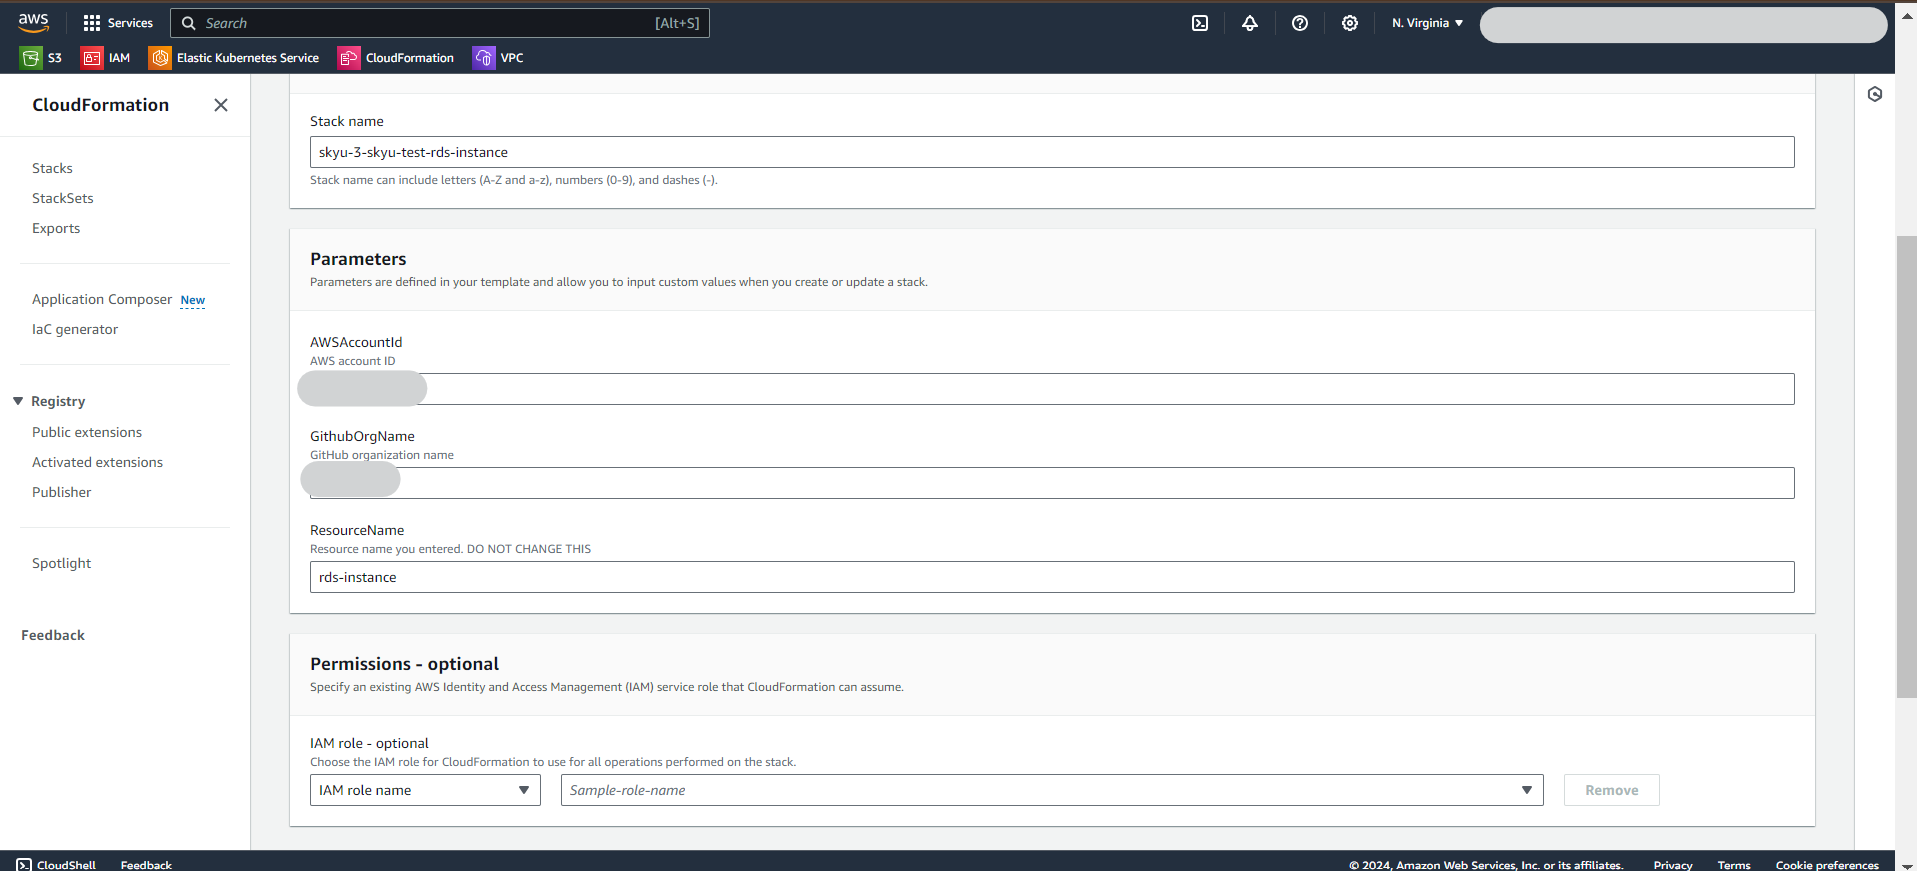 aws
Services
Search
[Alt+S]
N. Virginia
S3
IAM
Elastic Kubernetes Service
CloudFormation
VPC
CloudFormation
Stacks
StackSets
Exports
Application Composer New
IaC generator
Registry
Public extensions
Activated extensions
Publisher
Spotlight
Feedback
Stack name
skyu-3-skyu-test-rds-instance
Stack name can include letters (A-Z and a-z), numbers (0-9), and dashes (-).
Parameters
Parameters are defined in your template and allow you to input custom values when you create or update a stack.
AWSAccountId
AWS account ID
GithubOrgName
GitHub organization name
ResourceName
Resource name you entered. DO NOT CHANGE THIS
rds-instance
Permissions - optional
Specify an existing AWS Identity and Access Management (IAM) service role that CloudFormation can assume.
IAM role - optional
Choose the IAM role for CloudFormation to use for all operations performed on the stack.
IAM role name
Sample-role-name
Remove
CloudShell
Feedback
© 2024, Amazon Web Services, Inc. or its affiliates.
Privacy
Terms
Cookie preferences